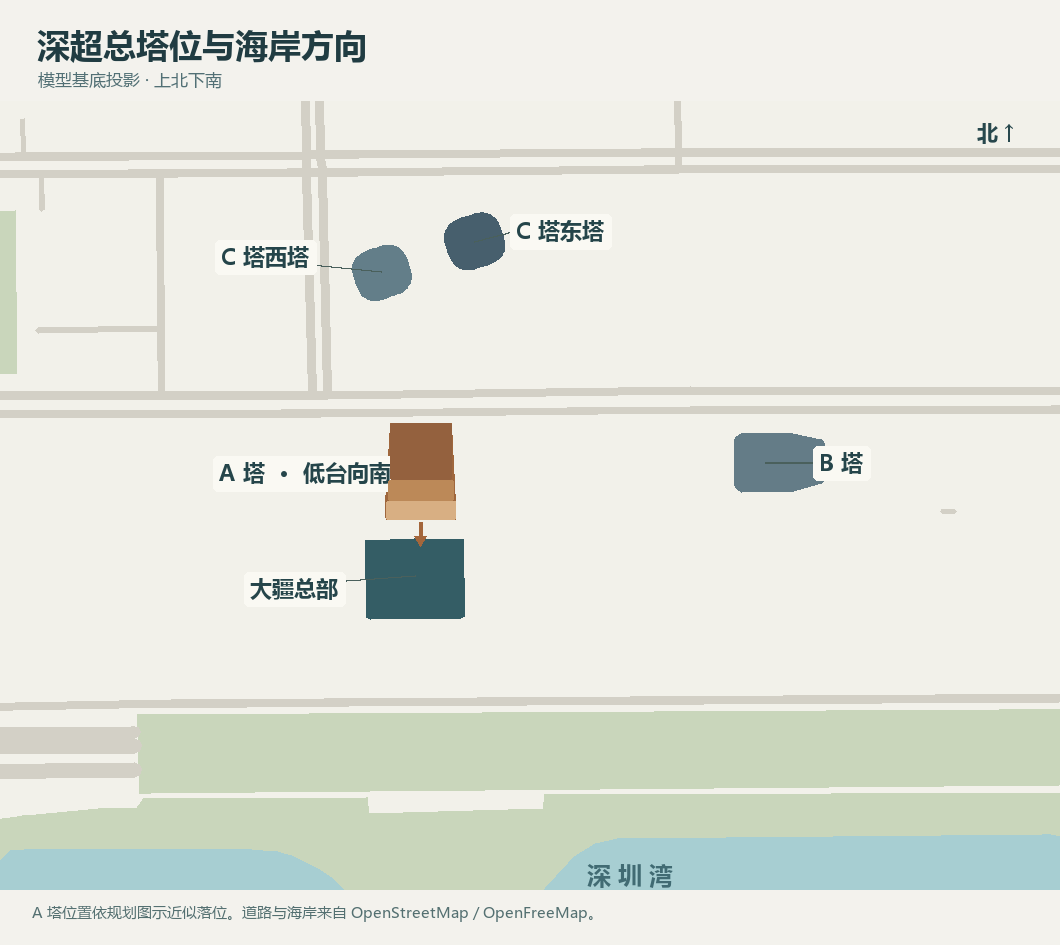 深超总塔位与海岸方向
模型基底投影 · 上北下南
北↑
C 塔东塔
C 塔西塔
A 塔 · 低台向南
B 塔
大疆总部
深 圳 湾
A 塔位置依规划图示近似落位。道路与海岸来自 OpenStreetMap / OpenFreeMap。